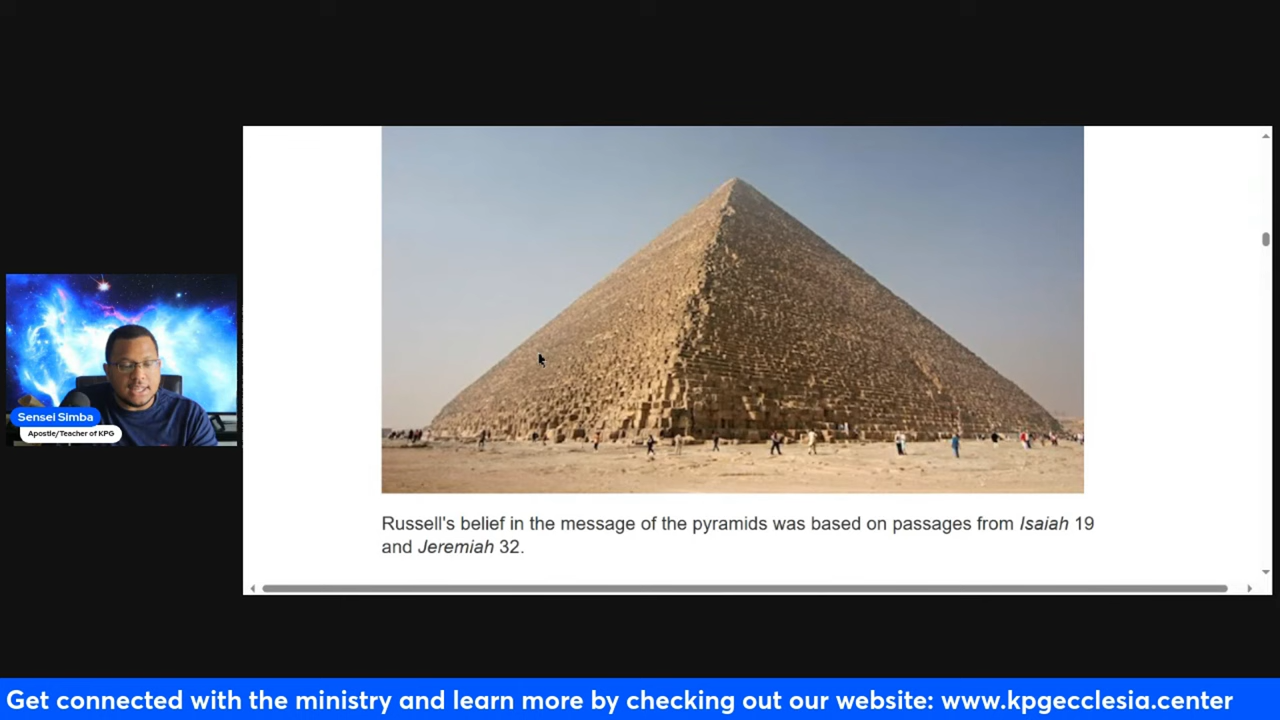 Russell's belief in the message of the pyramids was based on passages from Isaiah 19
and Jeremiah 32.
Sensei Simba
Apostle/Teacher of KPG
Get connected with the ministry and learn more by checking out our website: www.kpgecclesia.center